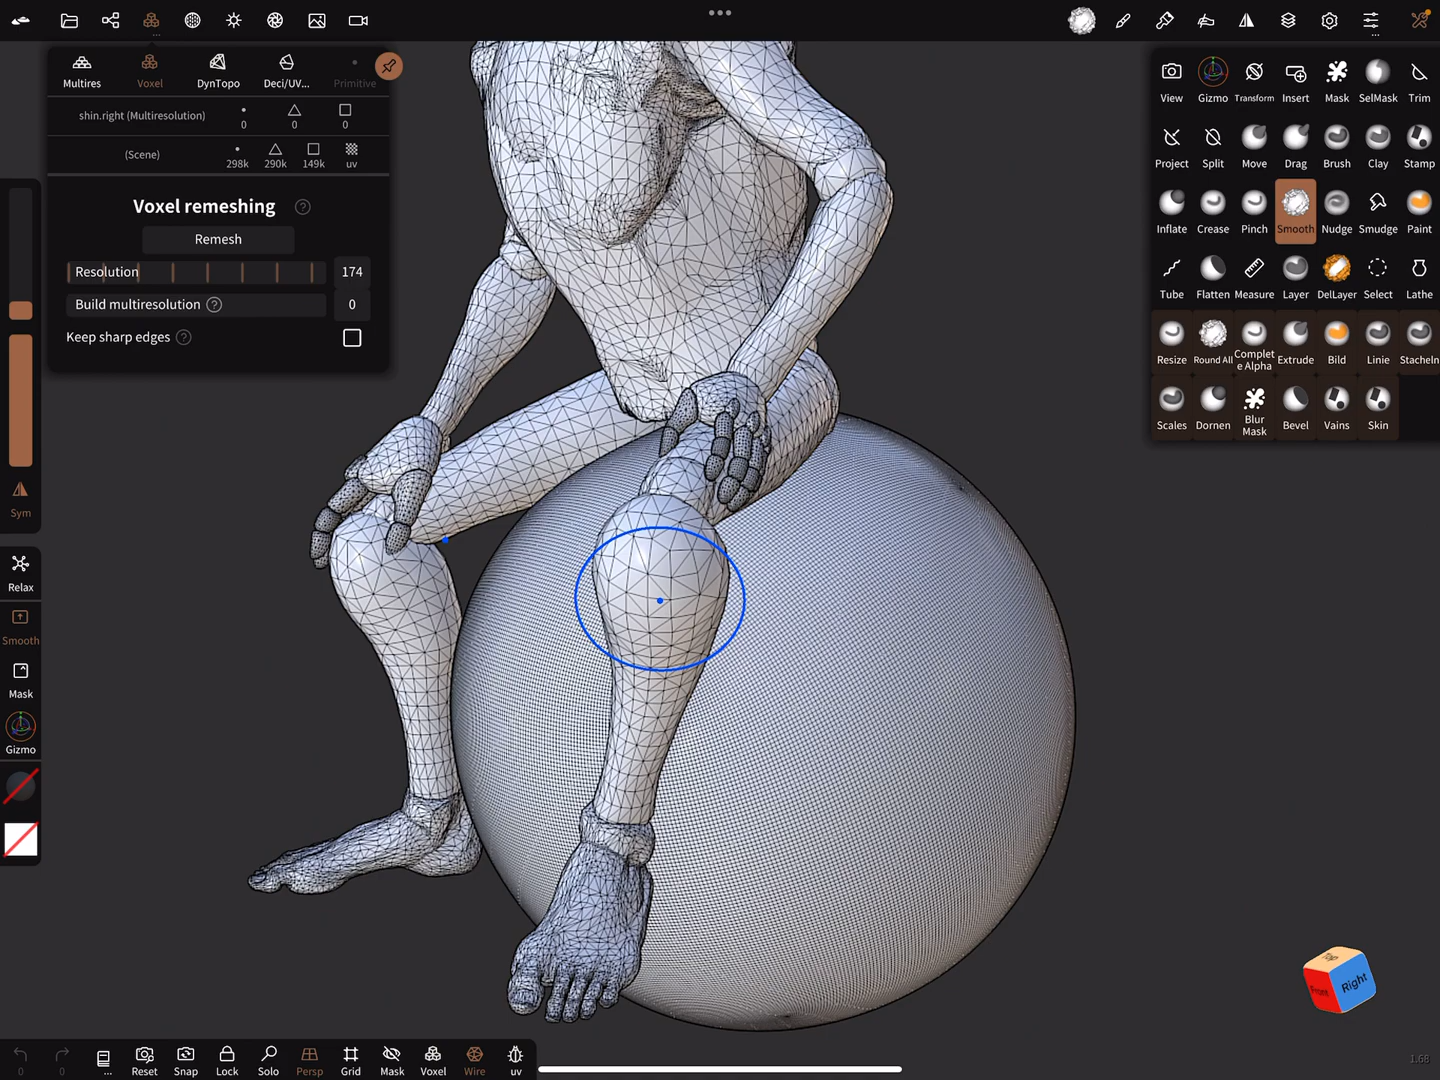 Multires Voxel DynTopo Deci/UV... Primitive
shin.right (Multiresolution) 0 0 0
(Scene) 298k 290k 149k uv
Voxel remeshing ?
Remesh
Resolution 174
Build multiresolution ? 0
Keep sharp edges ?
Sym
Relax
Smooth
Mask
Gizmo
View Gizmo Transform Insert Mask SelMask Trim
Project Split Move Drag Brush Clay Stamp
Inflate Crease Pinch Smooth Nudge Smudge Paint
Tube Flatten Measure Layer DelLayer Select Lathe
Resize Round All Complet
e Alpha Extrude Bild Linie Stacheln
Scales Dornen Blur
Mask Bevel Vains Skin
Top
Front Right
0 0 ... Reset Snap Lock Solo Persp Grid Mask Voxel Wire uv
1.68